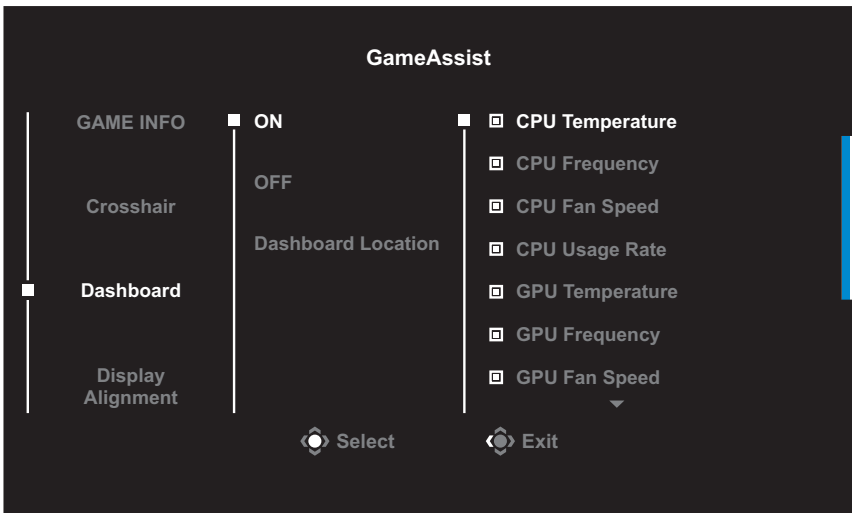 GameAssist
GAME INFO
Crosshair
Dashboard
Display
Alignment
ON
OFF
Dashboard Location
CPU Temperature
CPU Frequency
CPU Fan Speed
CPU Usage Rate
GPU Temperature
GPU Frequency
GPU Fan Speed
Select
Exit